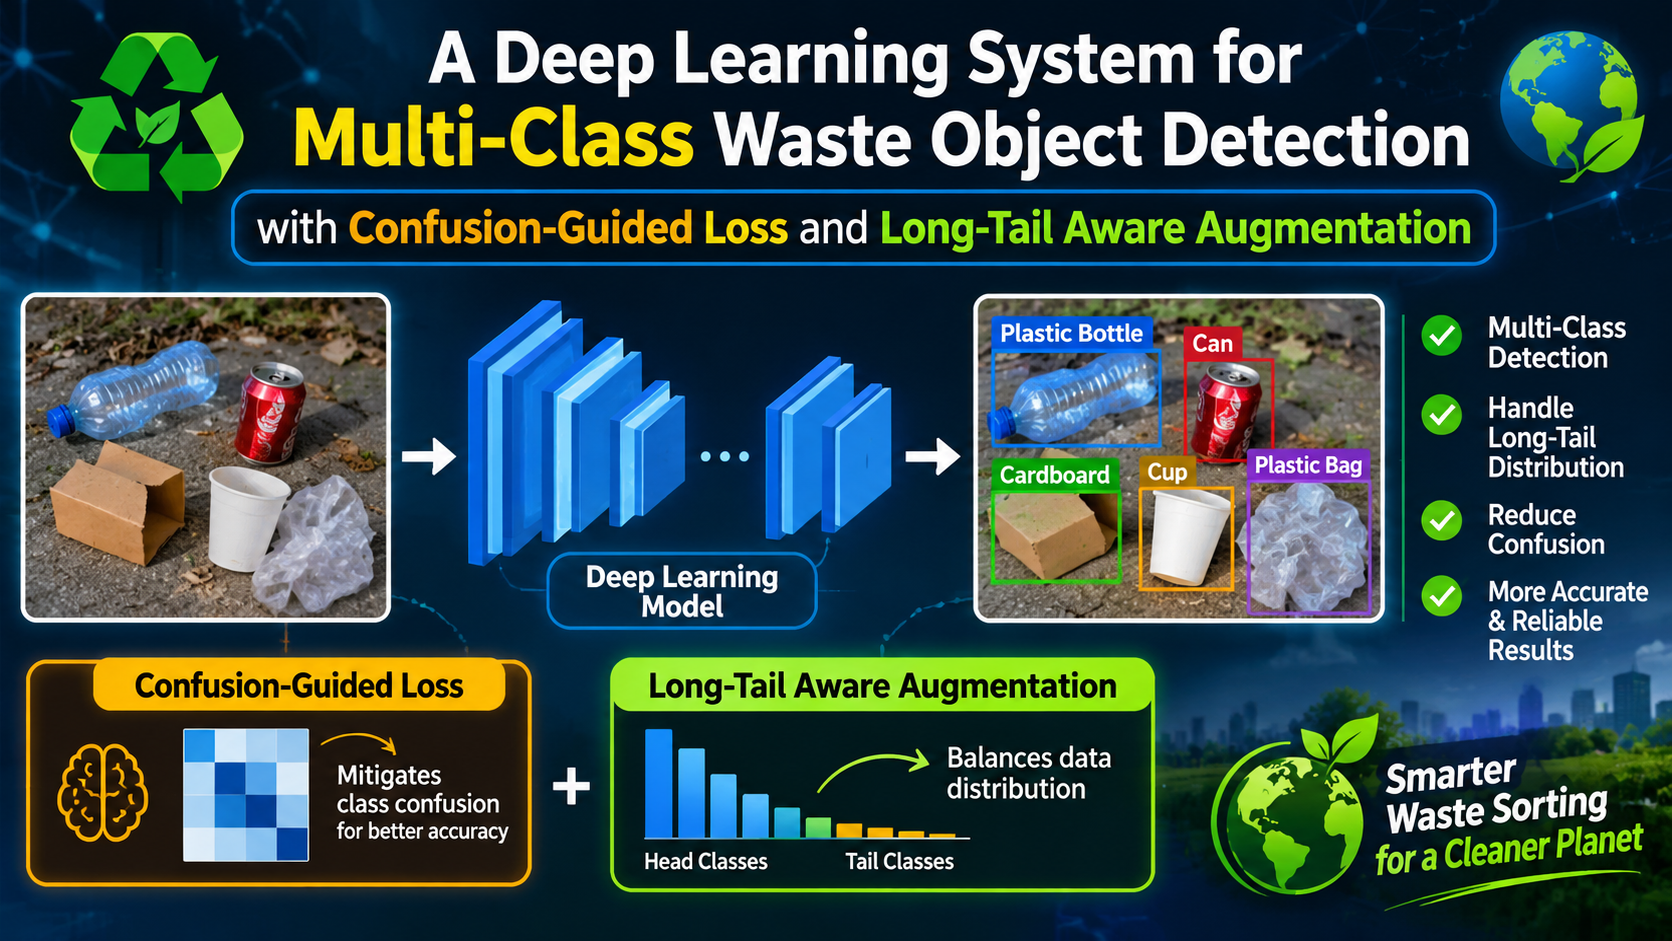 A Deep Learning System for
Multi-Class Waste Object Detection
with Confusion-Guided Loss and Long-Tail Aware Augmentation
Plastic Bottle
Can
Cardboard
Cup
Plastic Bag
Deep Learning
Model
Multi-Class
Detection
Handle
Long-Tail
Distribution
Reduce
Confusion
More Accurate
& Reliable
Results
Confusion-Guided Loss
Mitigates
class confusion
for better accuracy
+
Long-Tail Aware Augmentation
Balances data
distribution
Head Classes
Tail Classes
Smarter
Waste Sorting
for a Cleaner Planet